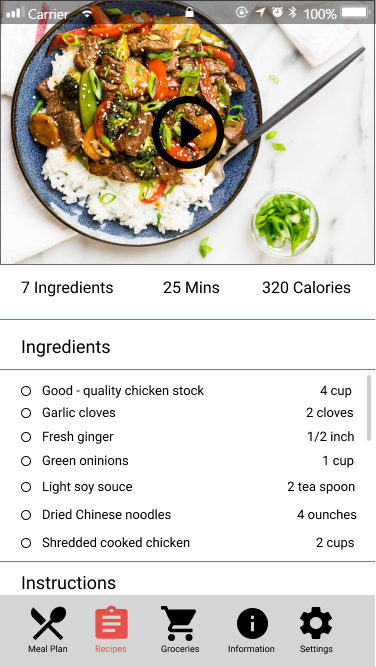 Carrier 100%
7 Ingredients 25 Mins 320 Calories
Ingredients
Good - quality chicken stock 4 cup
Garlic cloves 2 cloves
Fresh ginger 1/2 inch
Green oninions 1 cup
Light soy souce 2 tea spoon
Dried Chinese noodles 4 ounches
Shredded cooked chicken 2 cups
Instructions
Meal Plan Recipes Groceries Information Settings